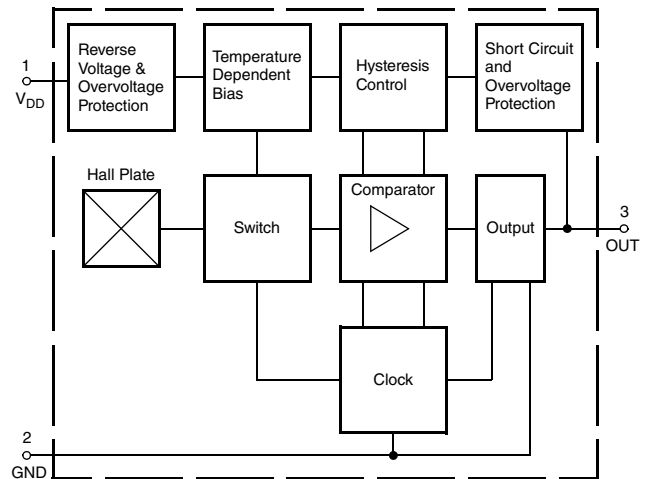 Reverse
Voltage &
Overvoltage
Protection
Temperature
Dependent
Bias
Hysteresis
Control
Short Circuit
and
Overvoltage
Protection
1
VDD
Hall Plate
Switch
Comparator
Output
3
OUT
Clock
2
GND